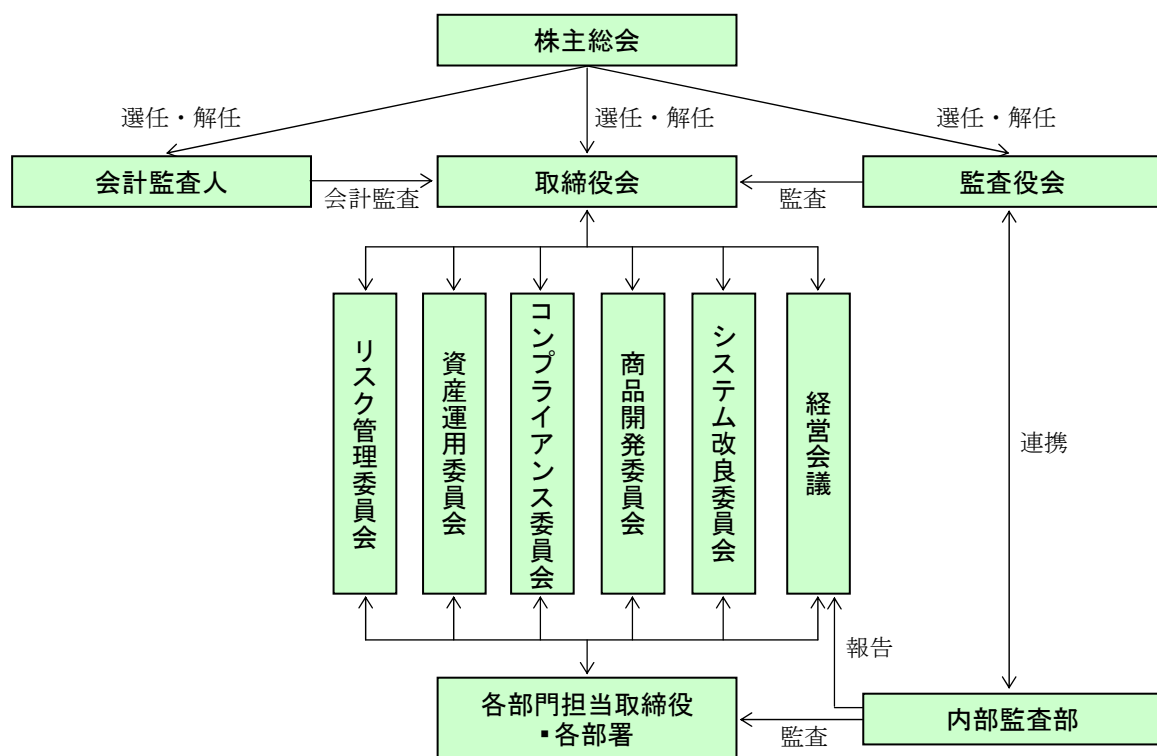 株主総会
選任・解任
選任・解任
選任・解任
会計監査人
会計監査
取締役会
監査
監査役会
リスク管理委員会
資産運用委員会
コンプライアンス委員会
商品開発委員会
システム改良委員会
経営会議
連携
報告
各部門担当取締役
・各部署
監査
内部監査部